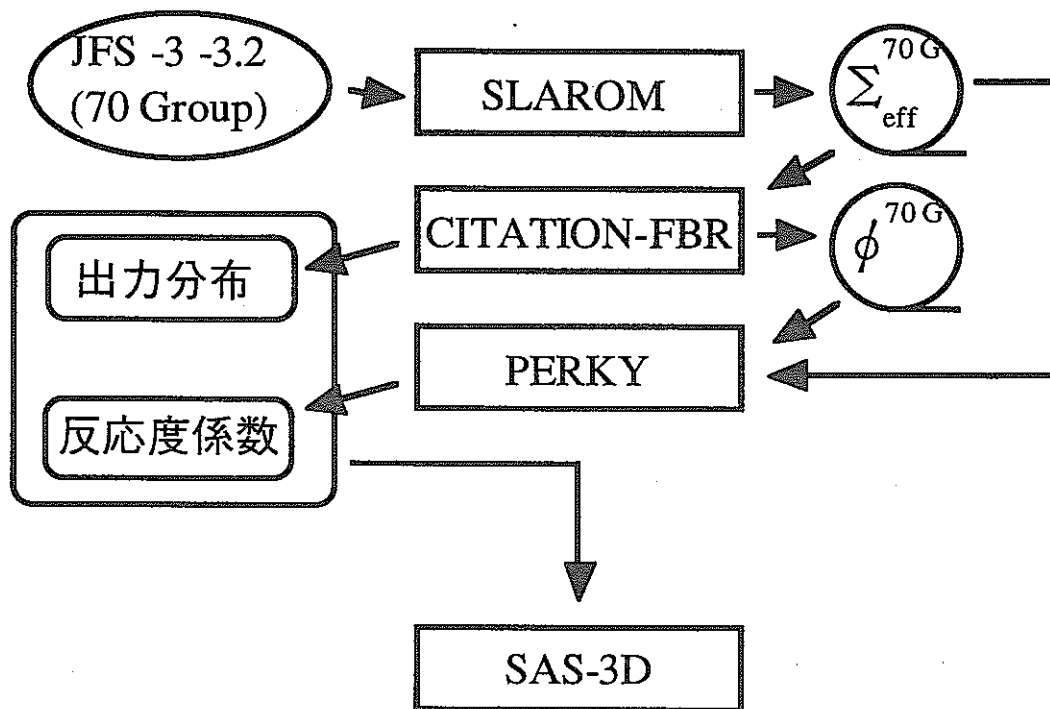 JFS -3 -3.2
(70 Group)
SLAROM
∑eff 70 G
CITATION-FBR
ϕ 70 G
出力分布
PERKY
反応度係数
SAS-3D